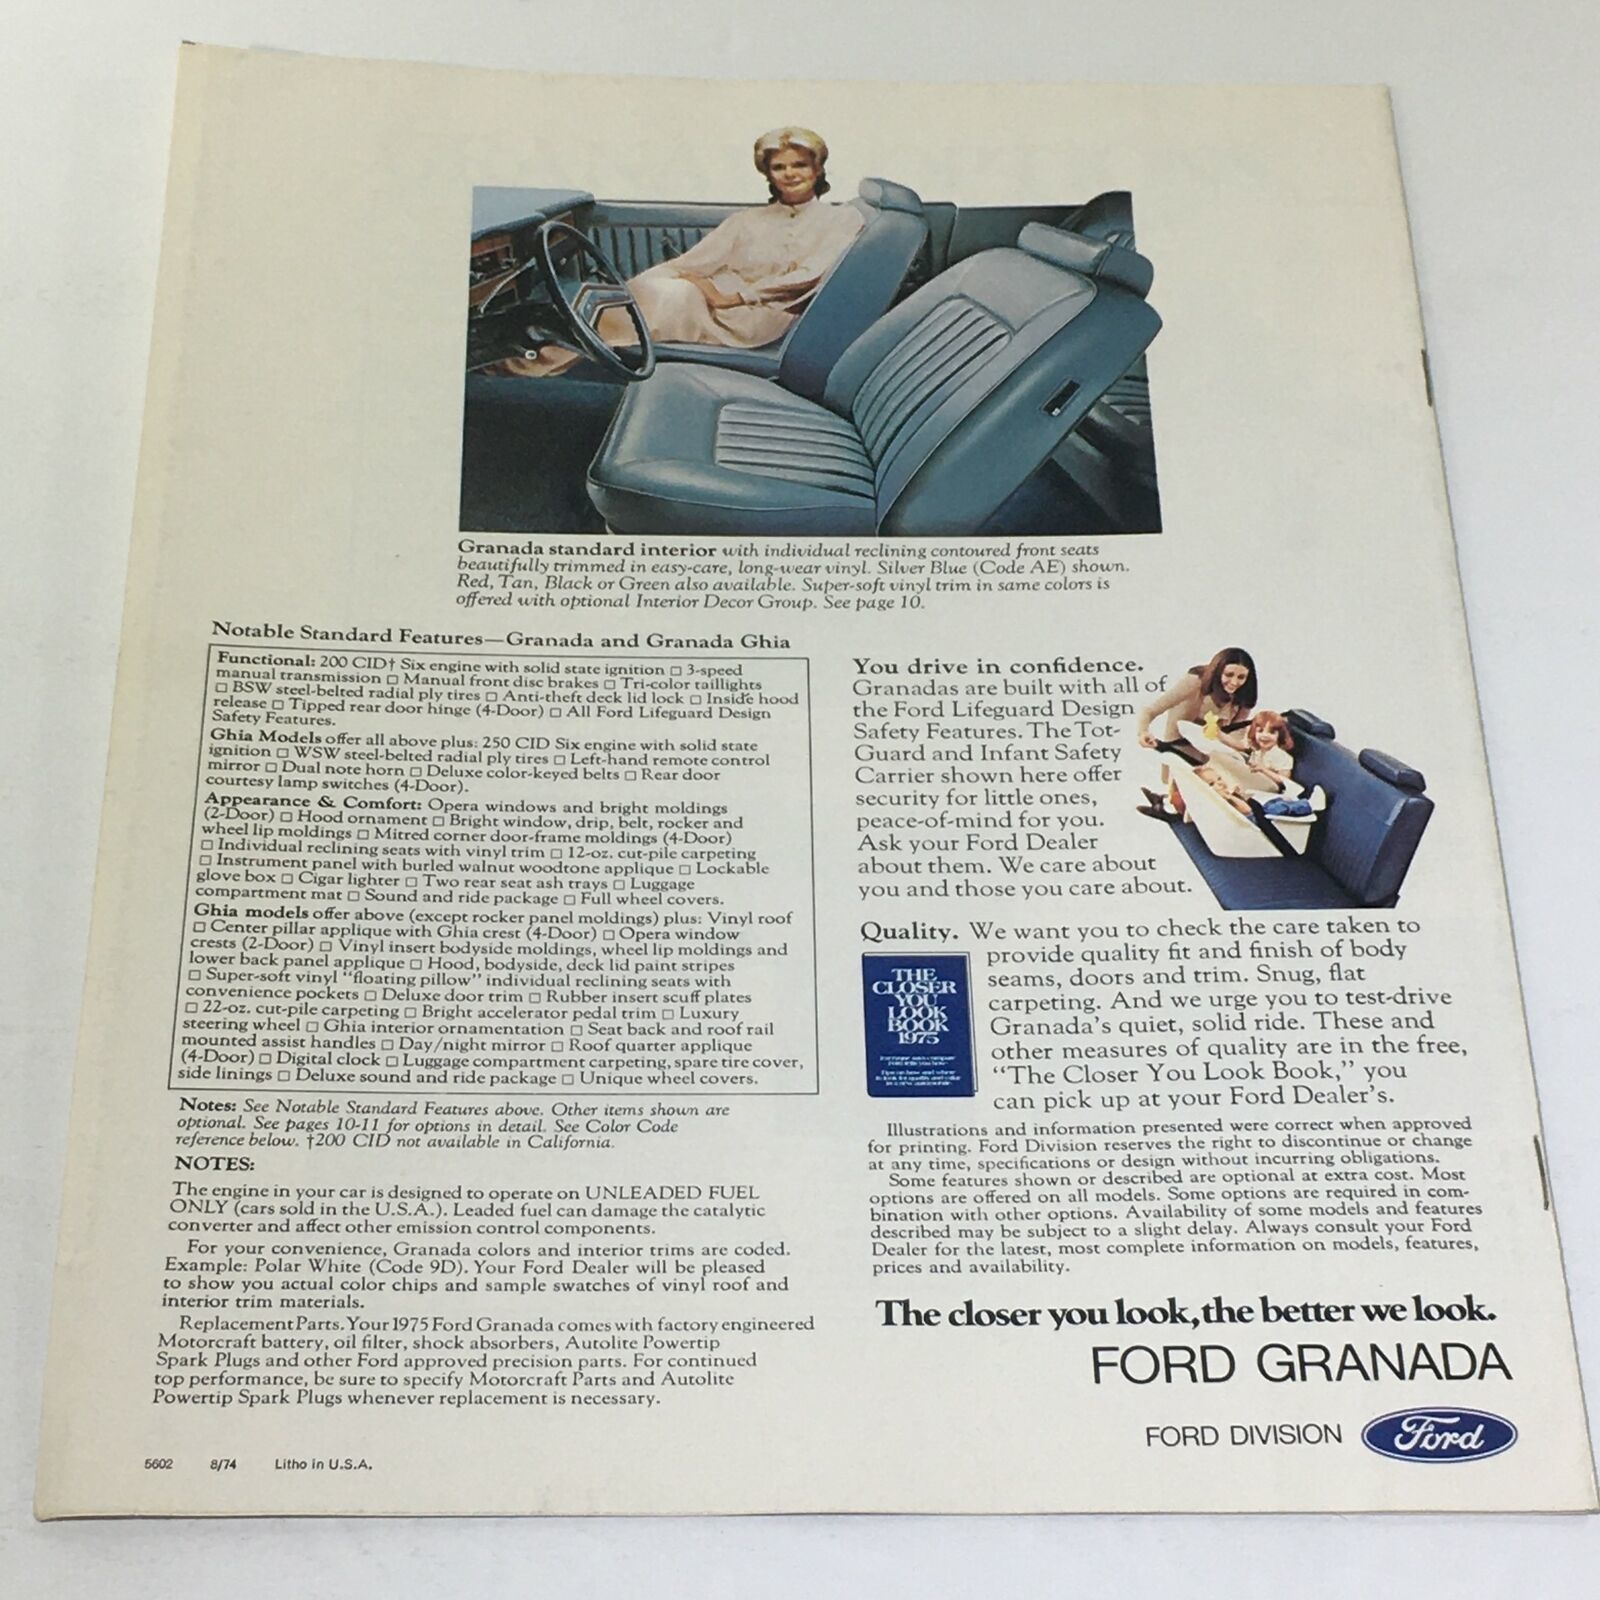 Granada standard interior with individual reclining contoured front seats
beautifully trimmed in easy-care, long-wear vinyl. Silver Blue (Code AE) shown.
Red, Tan, Black or Green also available. Super-soft vinyl trim in same colors is
offered with optional Interior Decor Group. See page 10.
Notable Standard Features—Granada and Granada Ghia
Functional: 200 CID† Six engine with solid state ignition □ 3-speed
manual transmission □ Manual front disc brakes □ Tri-color taillights
□ BSW steel-belted radial ply tires □ Anti-theft deck lid lock □ Inside hood
release □ Tipped rear door hinge (4-Door) □ All Ford Lifeguard Design
Safety Features.
Ghia Models offer all above plus: 250 CID Six engine with solid state
ignition □ WSW steel-belted radial ply tires □ Left-hand remote control
mirror □ Dual note horn □ Deluxe color-keyed belts □ Rear door
courtesy lamp switches (4-Door).
Appearance & Comfort: Opera windows and bright moldings
(2-Door) □ Hood ornament □ Bright window, drip, belt, rocker and
wheel lip moldings □ Mitred corner door-frame moldings (4-Door)
□ Individual reclining seats with vinyl trim □ 12-oz. cut-pile carpeting
□ Instrument panel with burled walnut woodtone applique □ Lockable
glove box □ Cigar lighter □ Two rear seat ash trays □ Luggage
compartment mat □ Sound and ride package □ Full wheel covers.
Ghia models offer above (except rocker panel moldings) plus: Vinyl roof
□ Center pillar applique with Ghia crest (4-Door) □ Opera window
crests (2-Door) □ Vinyl insert bodyside moldings, wheel lip moldings and
lower back panel applique □ Hood, bodyside, deck lid paint stripes
□ Super-soft vinyl "floating pillow" individual reclining seats with
convenience pockets □ Deluxe door trim □ Rubber insert scuff plates
□ 22-oz. cut-pile carpeting □ Bright accelerator pedal trim □ Luxury
steering wheel □ Ghia interior ornamentation □ Seat back and roof rail
mounted assist handles □ Day/night mirror □ Roof quarter applique
(4-Door) □ Digital clock □ Luggage compartment carpeting, spare tire cover,
side linings □ Deluxe sound and ride package □ Unique wheel covers.
Notes: See Notable Standard Features above. Other items shown are
optional. See pages 10-11 for options in detail. See Color Code
reference below. †200 CID not available in California.
NOTES:
The engine in your car is designed to operate on UNLEADED FUEL
ONLY (cars sold in the U.S.A.). Leaded fuel can damage the catalytic
converter and affect other emission control components.
For your convenience, Granada colors and interior trims are coded.
Example: Polar White (Code 9D). Your Ford Dealer will be pleased
to show you actual color chips and sample swatches of vinyl roof and
interior trim materials.
Replacement Parts. Your 1975 Ford Granada comes with factory engineered
Motorcraft battery, oil filter, shock absorbers, Autolite Powertip
Spark Plugs and other Ford approved precision parts. For continued
top performance, be sure to specify Motorcraft Parts and Autolite
Powertip Spark Plugs whenever replacement is necessary.
5602 8/74 Litho in U.S.A.
You drive in confidence.
Granadas are built with all of
the Ford Lifeguard Design
Safety Features. The Tot-
Guard and Infant Safety
Carrier shown here offer
security for little ones,
peace-of-mind for you.
Ask your Ford Dealer
about them. We care about
you and those you care about.
Quality. We want you to check the care taken to
provide quality fit and finish of body
seams, doors and trim. Snug, flat
carpeting. And we urge you to test-drive
Granada's quiet, solid ride. These and
other measures of quality are in the free,
"The Closer You Look Book," you
can pick up at your Ford Dealer's.
THE
CLOSER
YOU
LOOK
BOOK
1975
Illustrations and information presented were correct when approved
for printing. Ford Division reserves the right to discontinue or change
at any time, specifications or design without incurring obligations.
Some features shown or described are optional at extra cost. Most
options are offered on all models. Some options are required in com-
bination with other options. Availability of some models and features
described may be subject to a slight delay. Always consult your Ford
Dealer for the latest, most complete information on models, features,
prices and availability.
The closer you look, the better we look.
FORD GRANADA
FORD DIVISION Ford